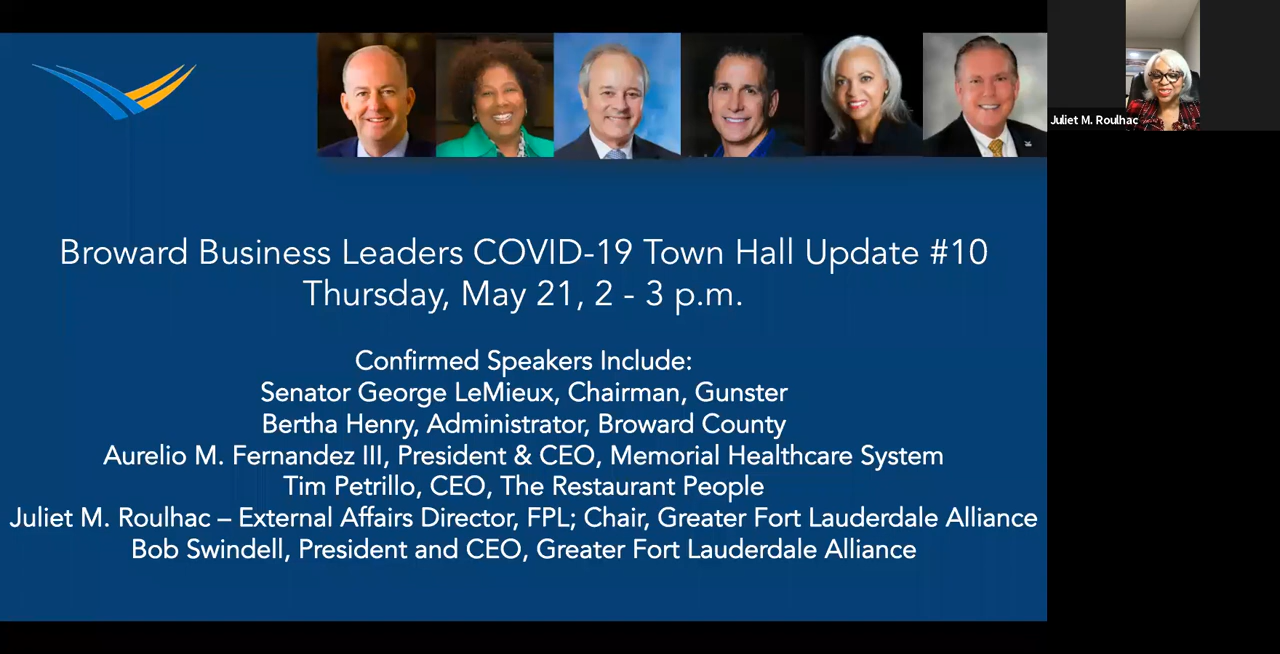 Broward Business Leaders COVID-19 Town Hall Update #10
Thursday, May 21, 2 - 3 p.m.
Confirmed Speakers Include:
Senator George LeMieux, Chairman, Gunster
Bertha Henry, Administrator, Broward County
Aurelio M. Fernandez III, President & CEO, Memorial Healthcare System
Tim Petrillo, CEO, The Restaurant People
Juliet M. Roulhac – External Affairs Director, FPL; Chair, Greater Fort Lauderdale Alliance
Bob Swindell, President and CEO, Greater Fort Lauderdale Alliance
Juliet M. Roulhac